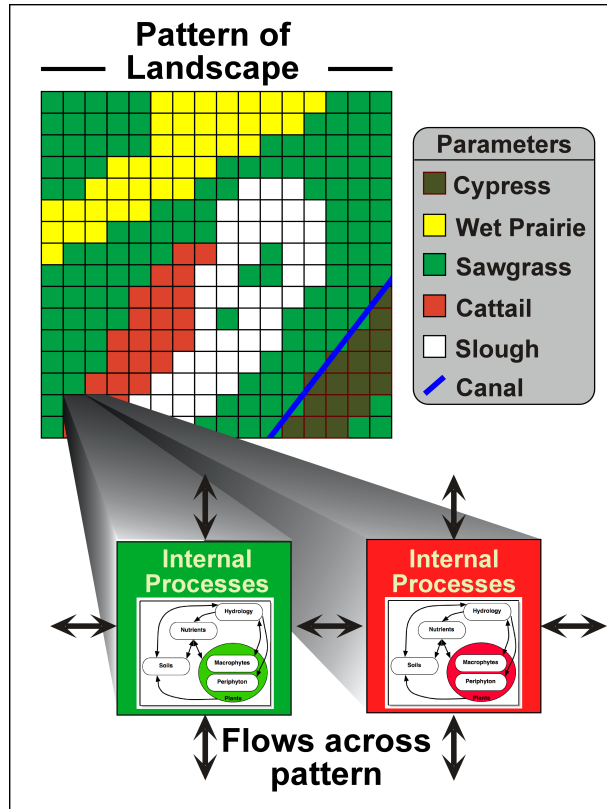 Pattern of
Landscape
Parameters
Cypress
Wet Prairie
Sawgrass
Cattail
Slough
Canal
Internal
Processes
Hydrology
Nutrients
Soils
Macrophytes
Periphyton
Plants
Internal
Processes
Hydrology
Nutrients
Soils
Macrophytes
Periphyton
Plants
Flows across
pattern